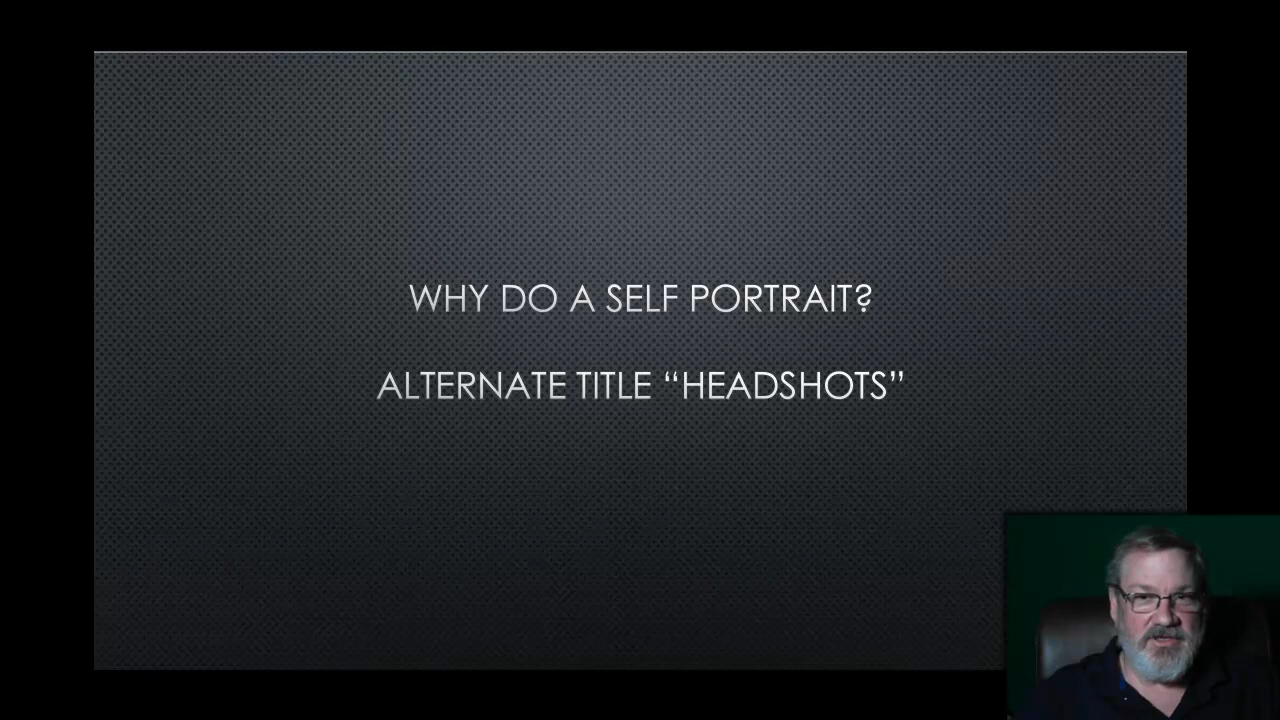 WHY DO A SELF PORTRAIT?
ALTERNATE TITLE “HEADSHOTS”